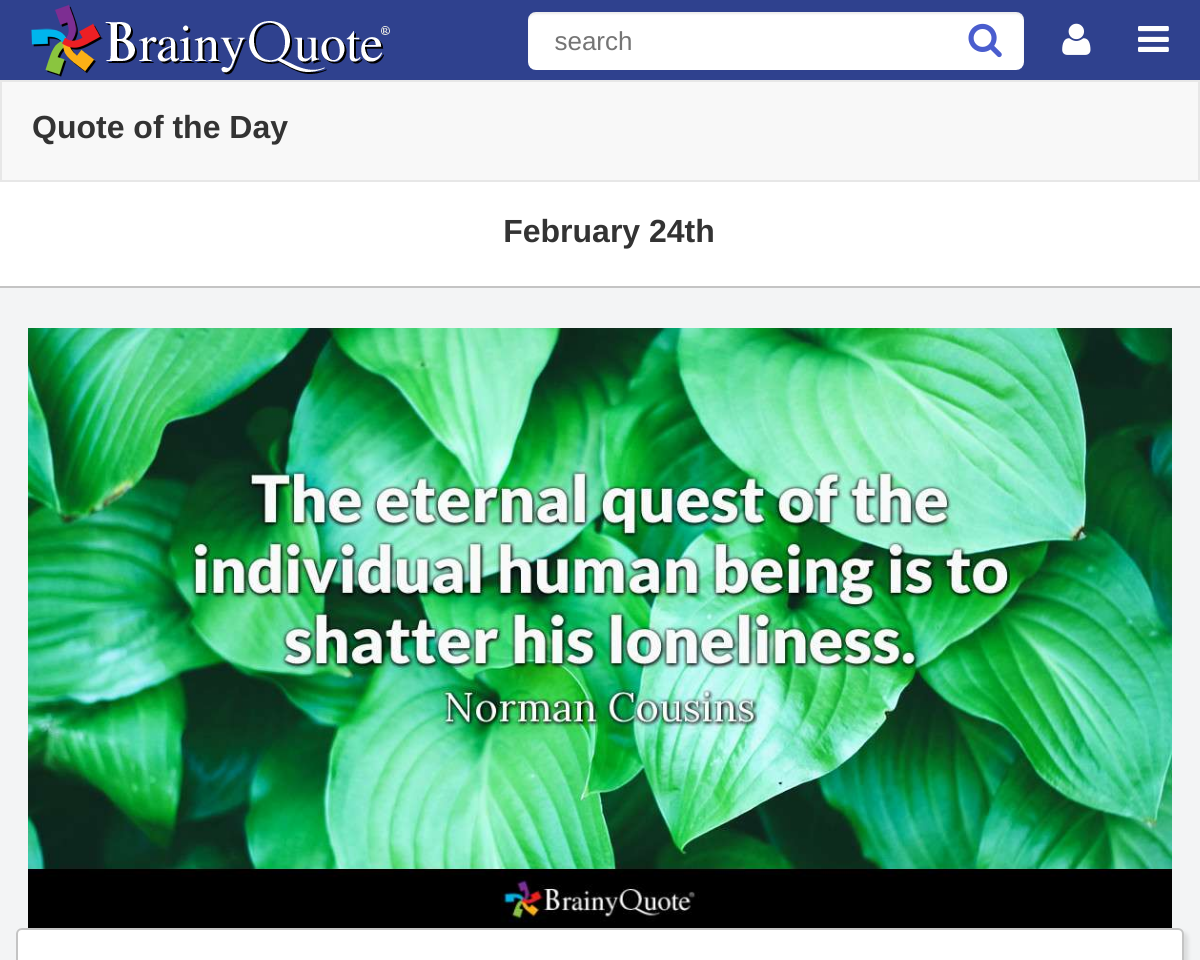 BrainyQuote®
search
Quote of the Day
February 24th
The eternal quest of the
individual human being is to
shatter his loneliness.
Norman Cousins
BrainyQuote®